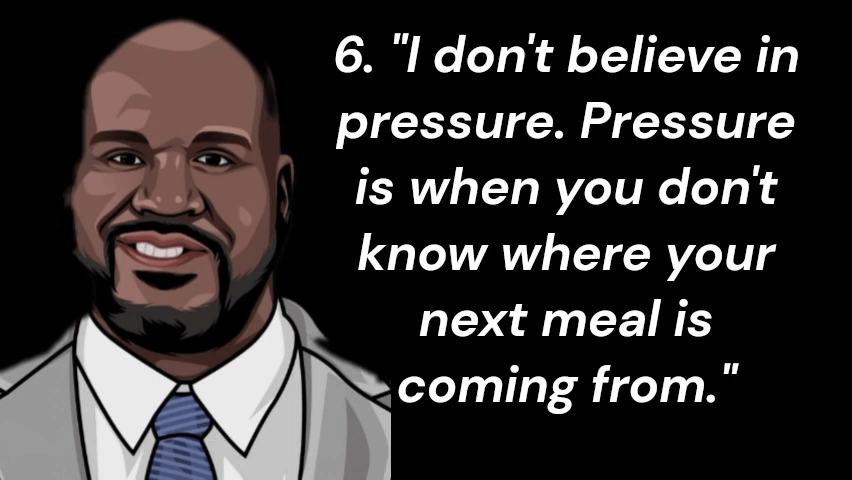 6. "I don't believe in
pressure. Pressure
is when you don't
know where your
next meal is
coming from."